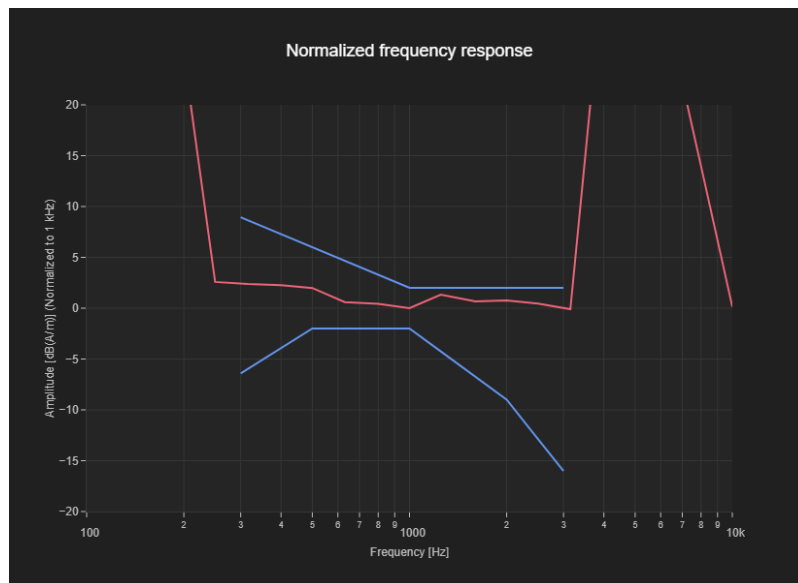 Normalized frequency response
Amplitude [dB(A/m)] (Normalized to 1 kHz)
20
15
10
5
0
−5
−10
−15
−20
100 2 3 4 5 6 7 8 9 1000 2 3 4 5 6 7 8 9 10k
Frequency [Hz]